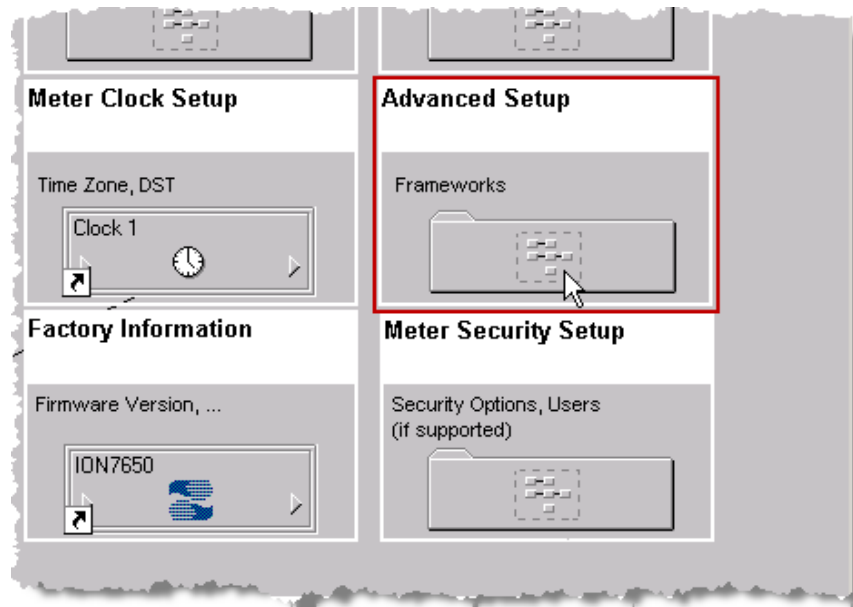 Meter Clock Setup
Time Zone, DST
Clock 1
Advanced Setup
Frameworks
Factory Information
Firmware Version, ...
ION7650
Meter Security Setup
Security Options, Users
(if supported)